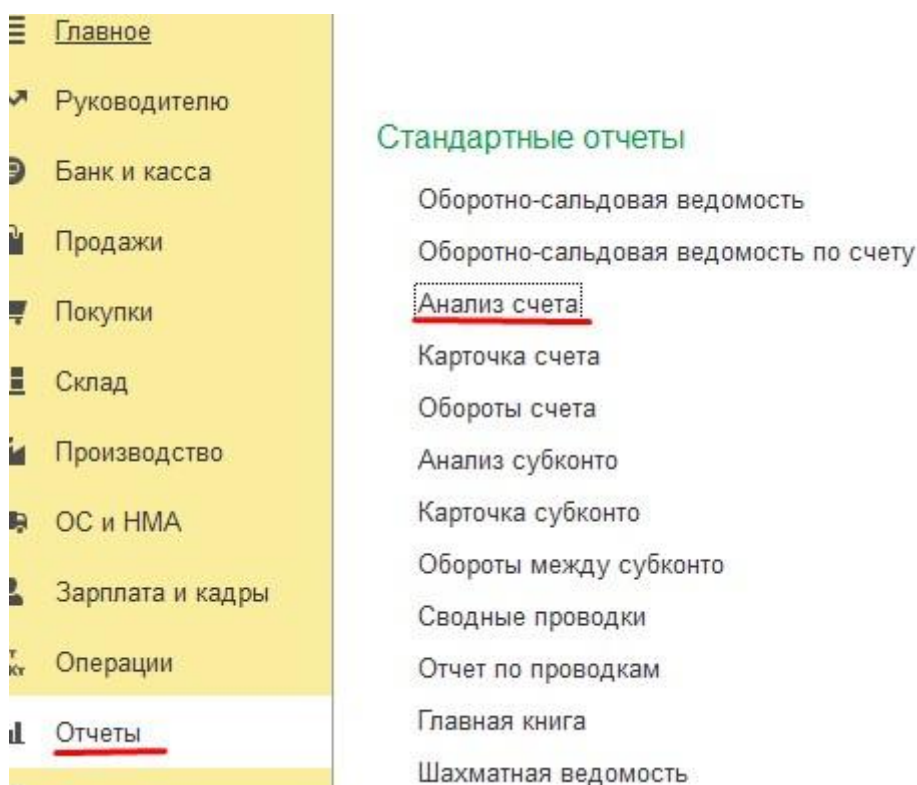 Главное
Руководителю
Банк и касса
Продажи
Покупки
Склад
Производство
ОС и НМА
Зарплата и кадры
Операции
Отчеты
Стандартные отчеты
Оборотно-сальдовая ведомость
Оборотно-сальдовая ведомость по счету
Анализ счета
Карточка счета
Обороты счета
Анализ субконто
Карточка субконто
Обороты между субконто
Сводные проводки
Отчет по проводкам
Главная книга
Шахматная ведомость